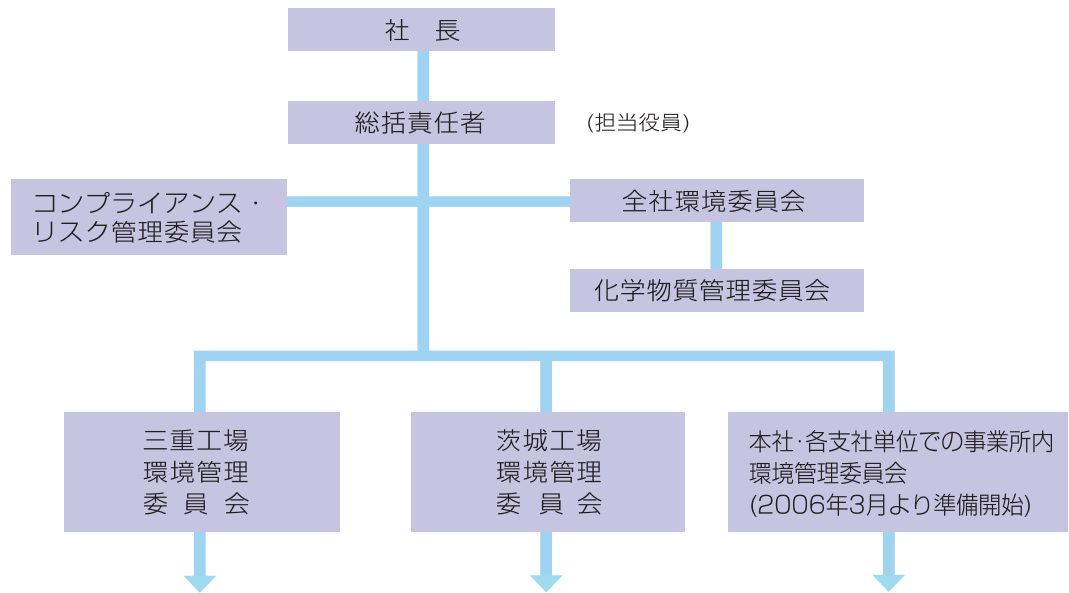 社 長
総括責任者
(担当役員)
コンプライアンス・
リスク管理委員会
全社環境委員会
化学物質管理委員会
三重工場
環境管理
委 員 会
茨城工場
環境管理
委 員 会
本社・各支社単位での事業所内
環境管理委員会
(2006年3月より準備開始)